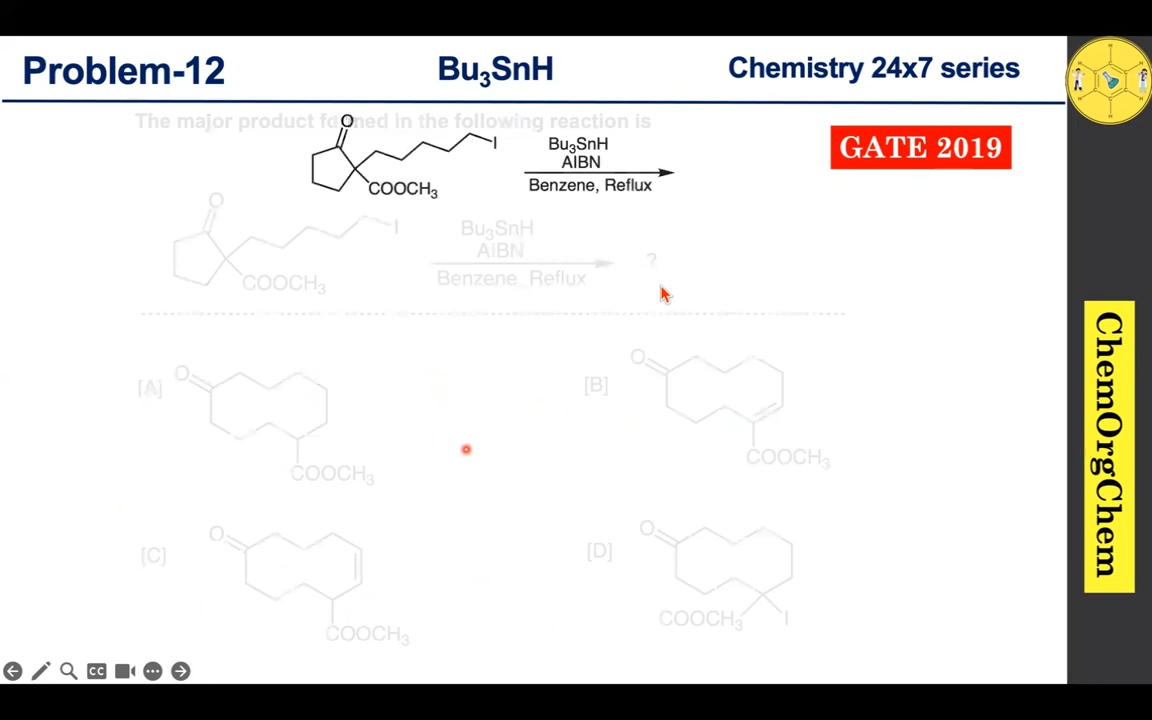 Problem-12
Bu3SnH
Chemistry 24x7 series
The major product formed in the following reaction is
GATE 2019
O
I
COOCH3
Bu3SnH
AIBN
Benzene, Reflux
O
I
COOCH3
Bu3SnH
AIBN
Benzene, Reflux
?
[A]
O
COOCH3
[B]
O
COOCH3
[C]
O
COOCH3
[D]
O
COOCH3
I
CC
ChemOrgChem